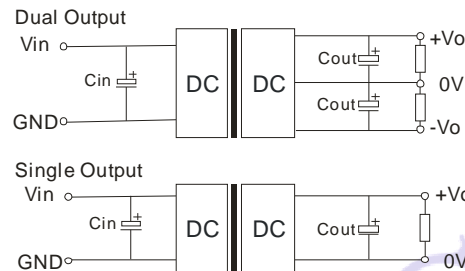 Dual Output
Vin
+Vo
Cin
+
DC
DC
Cout
+
0V
Cout
+
GND
-Vo
Single Output
Vin
+Vo
Cin
+
DC
DC
Cout
+
GND
0V